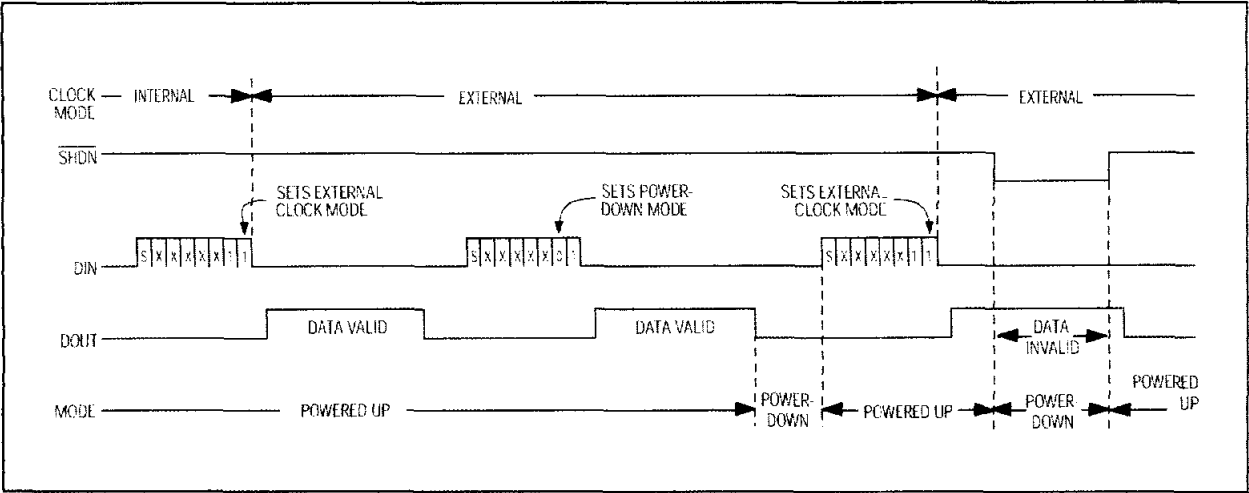 CLOCK MODE
INTERNAL
EXTERNAL
EXTERNAL
SHDN
SETS EXTERNAL
CLOCK MODE
SETS POWER-
DOWN MODE
SETS EXTERNAL
CLOCK MODE
DIN
S X X X X X 1 1
S X X X X X 0 1
S X X X X X 1 1
DOUT
DATA VALID
DATA VALID
DATA
INVALID
MODE
POWERED UP
POWER-
DOWN
POWERED UP
POWER-
DOWN
POWERED
UP